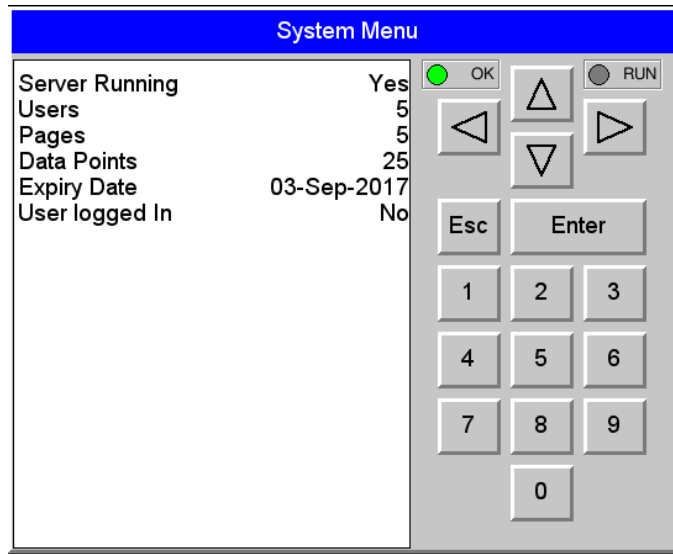 System Menu
Server Running Yes
Users 5
Pages 5
Data Points 25
Expiry Date 03-Sep-2017
User logged In No
OK
RUN
Esc
Enter
1 2 3
4 5 6
7 8 9
0